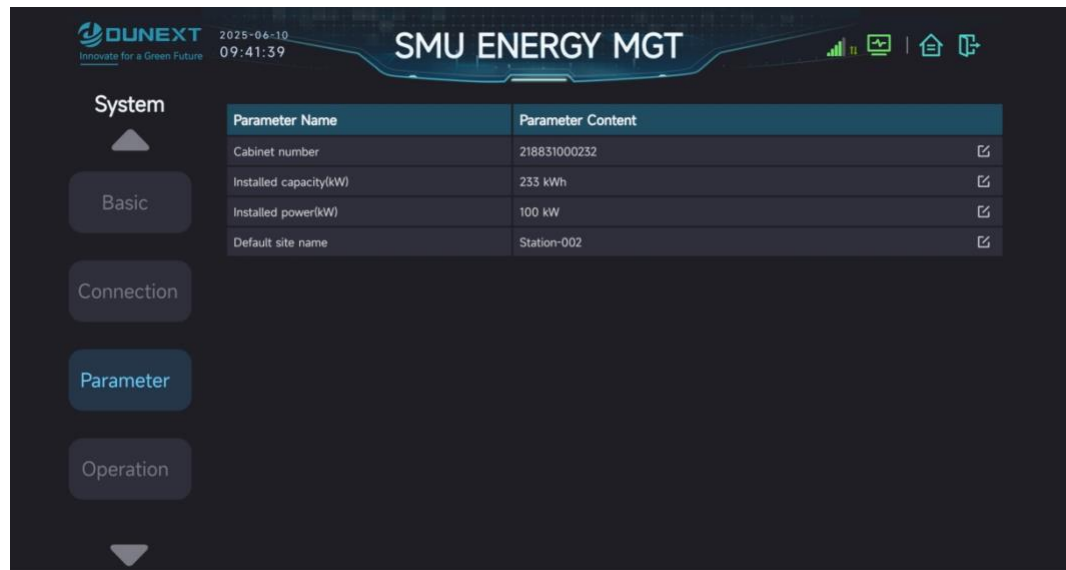 DUNEXT
Innovate for a Green Future
2025-06-10
09:41:39
SMU ENERGY MGT
System
Basic
Connection
Parameter
Operation
Parameter Name Parameter Content
Cabinet number 218831000232
Installed capacity(kW) 233 kWh
Installed power(kW) 100 kW
Default site name Station-002